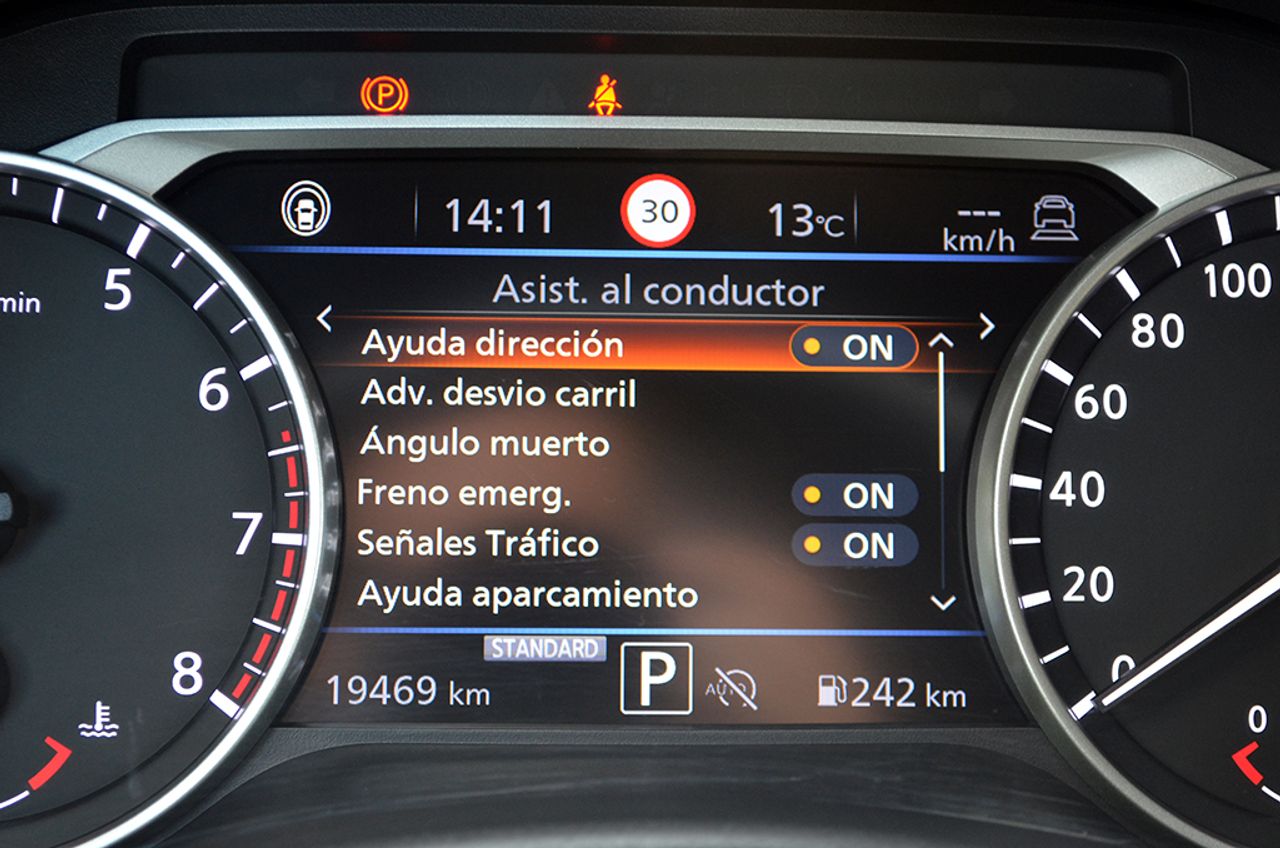 P
14:11
30
13°C
---
km/h
Asist. al conductor
Ayuda dirección ON
Adv. desvio carril
Ángulo muerto
Freno emerg. ON
Señales Tráfico ON
Ayuda aparcamiento
STANDARD
19469 km
P
AUTO
242 km
min
5
6
7
8
100
80
60
40
20
0
0